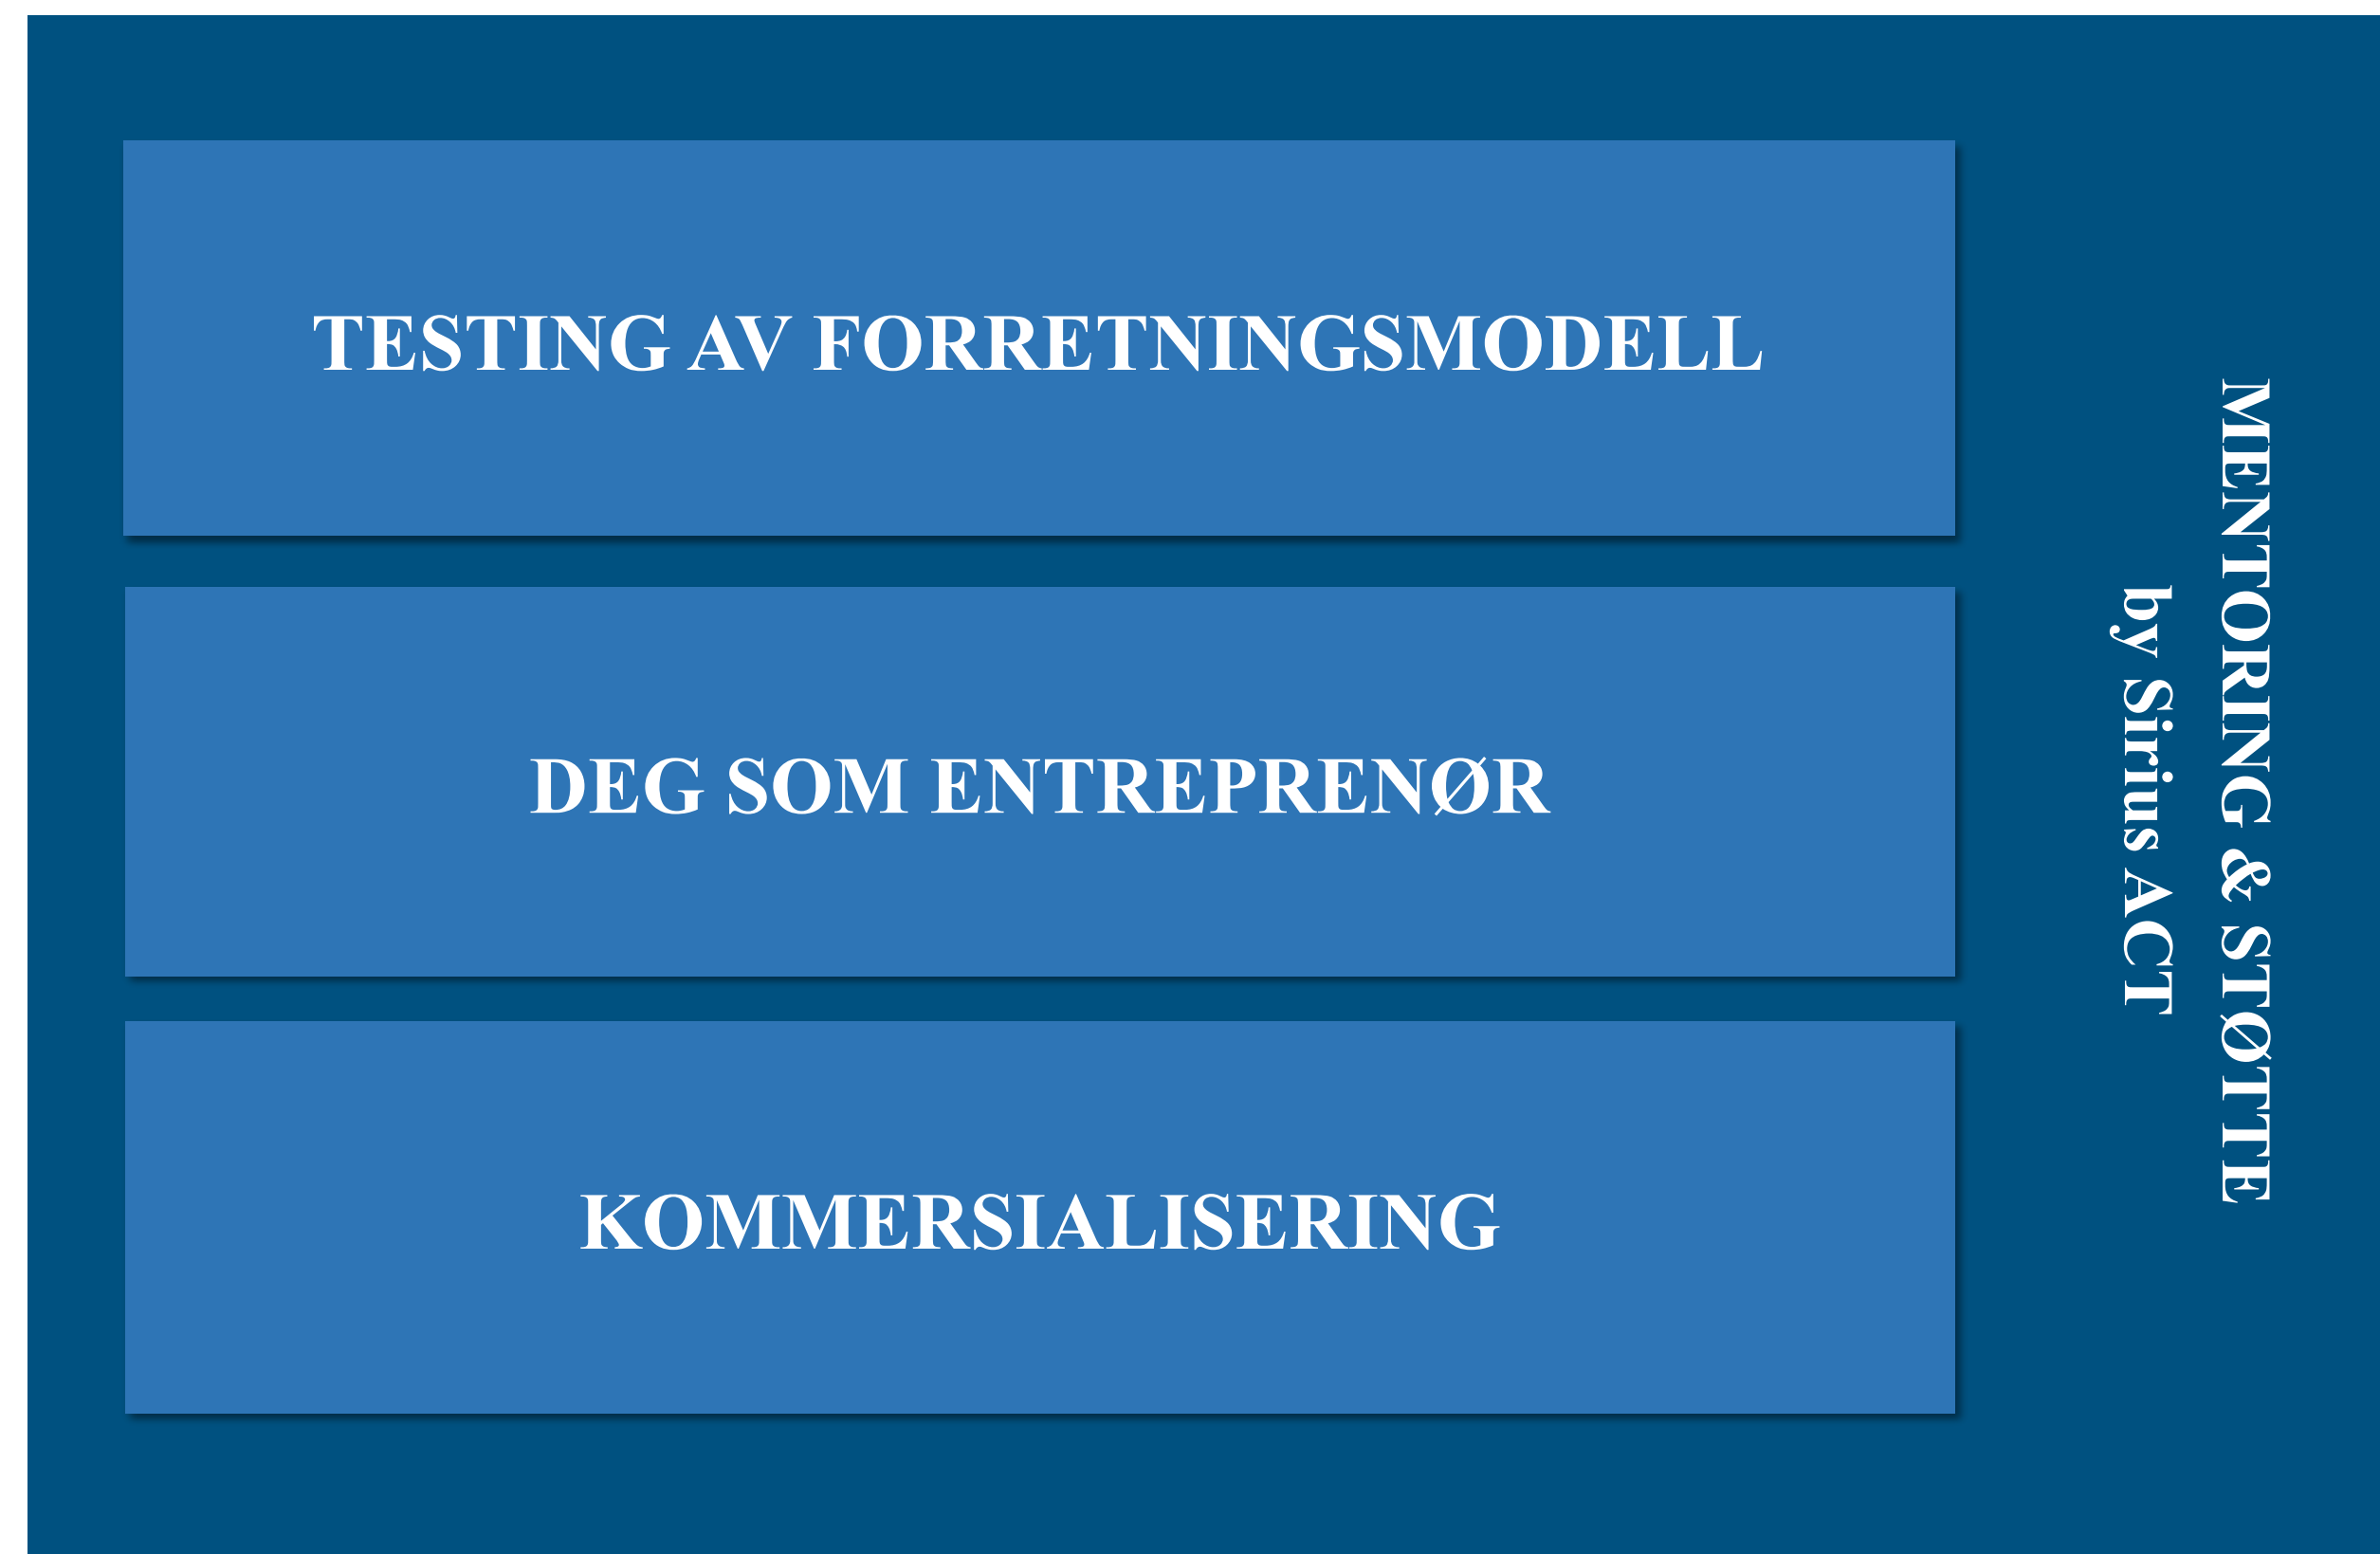 TESTING AV FORRETNINGSMODELL
DEG SOM ENTREPRENØR
KOMMERSIALISERING
MENTORING & STØTTE
by Sirius ACT